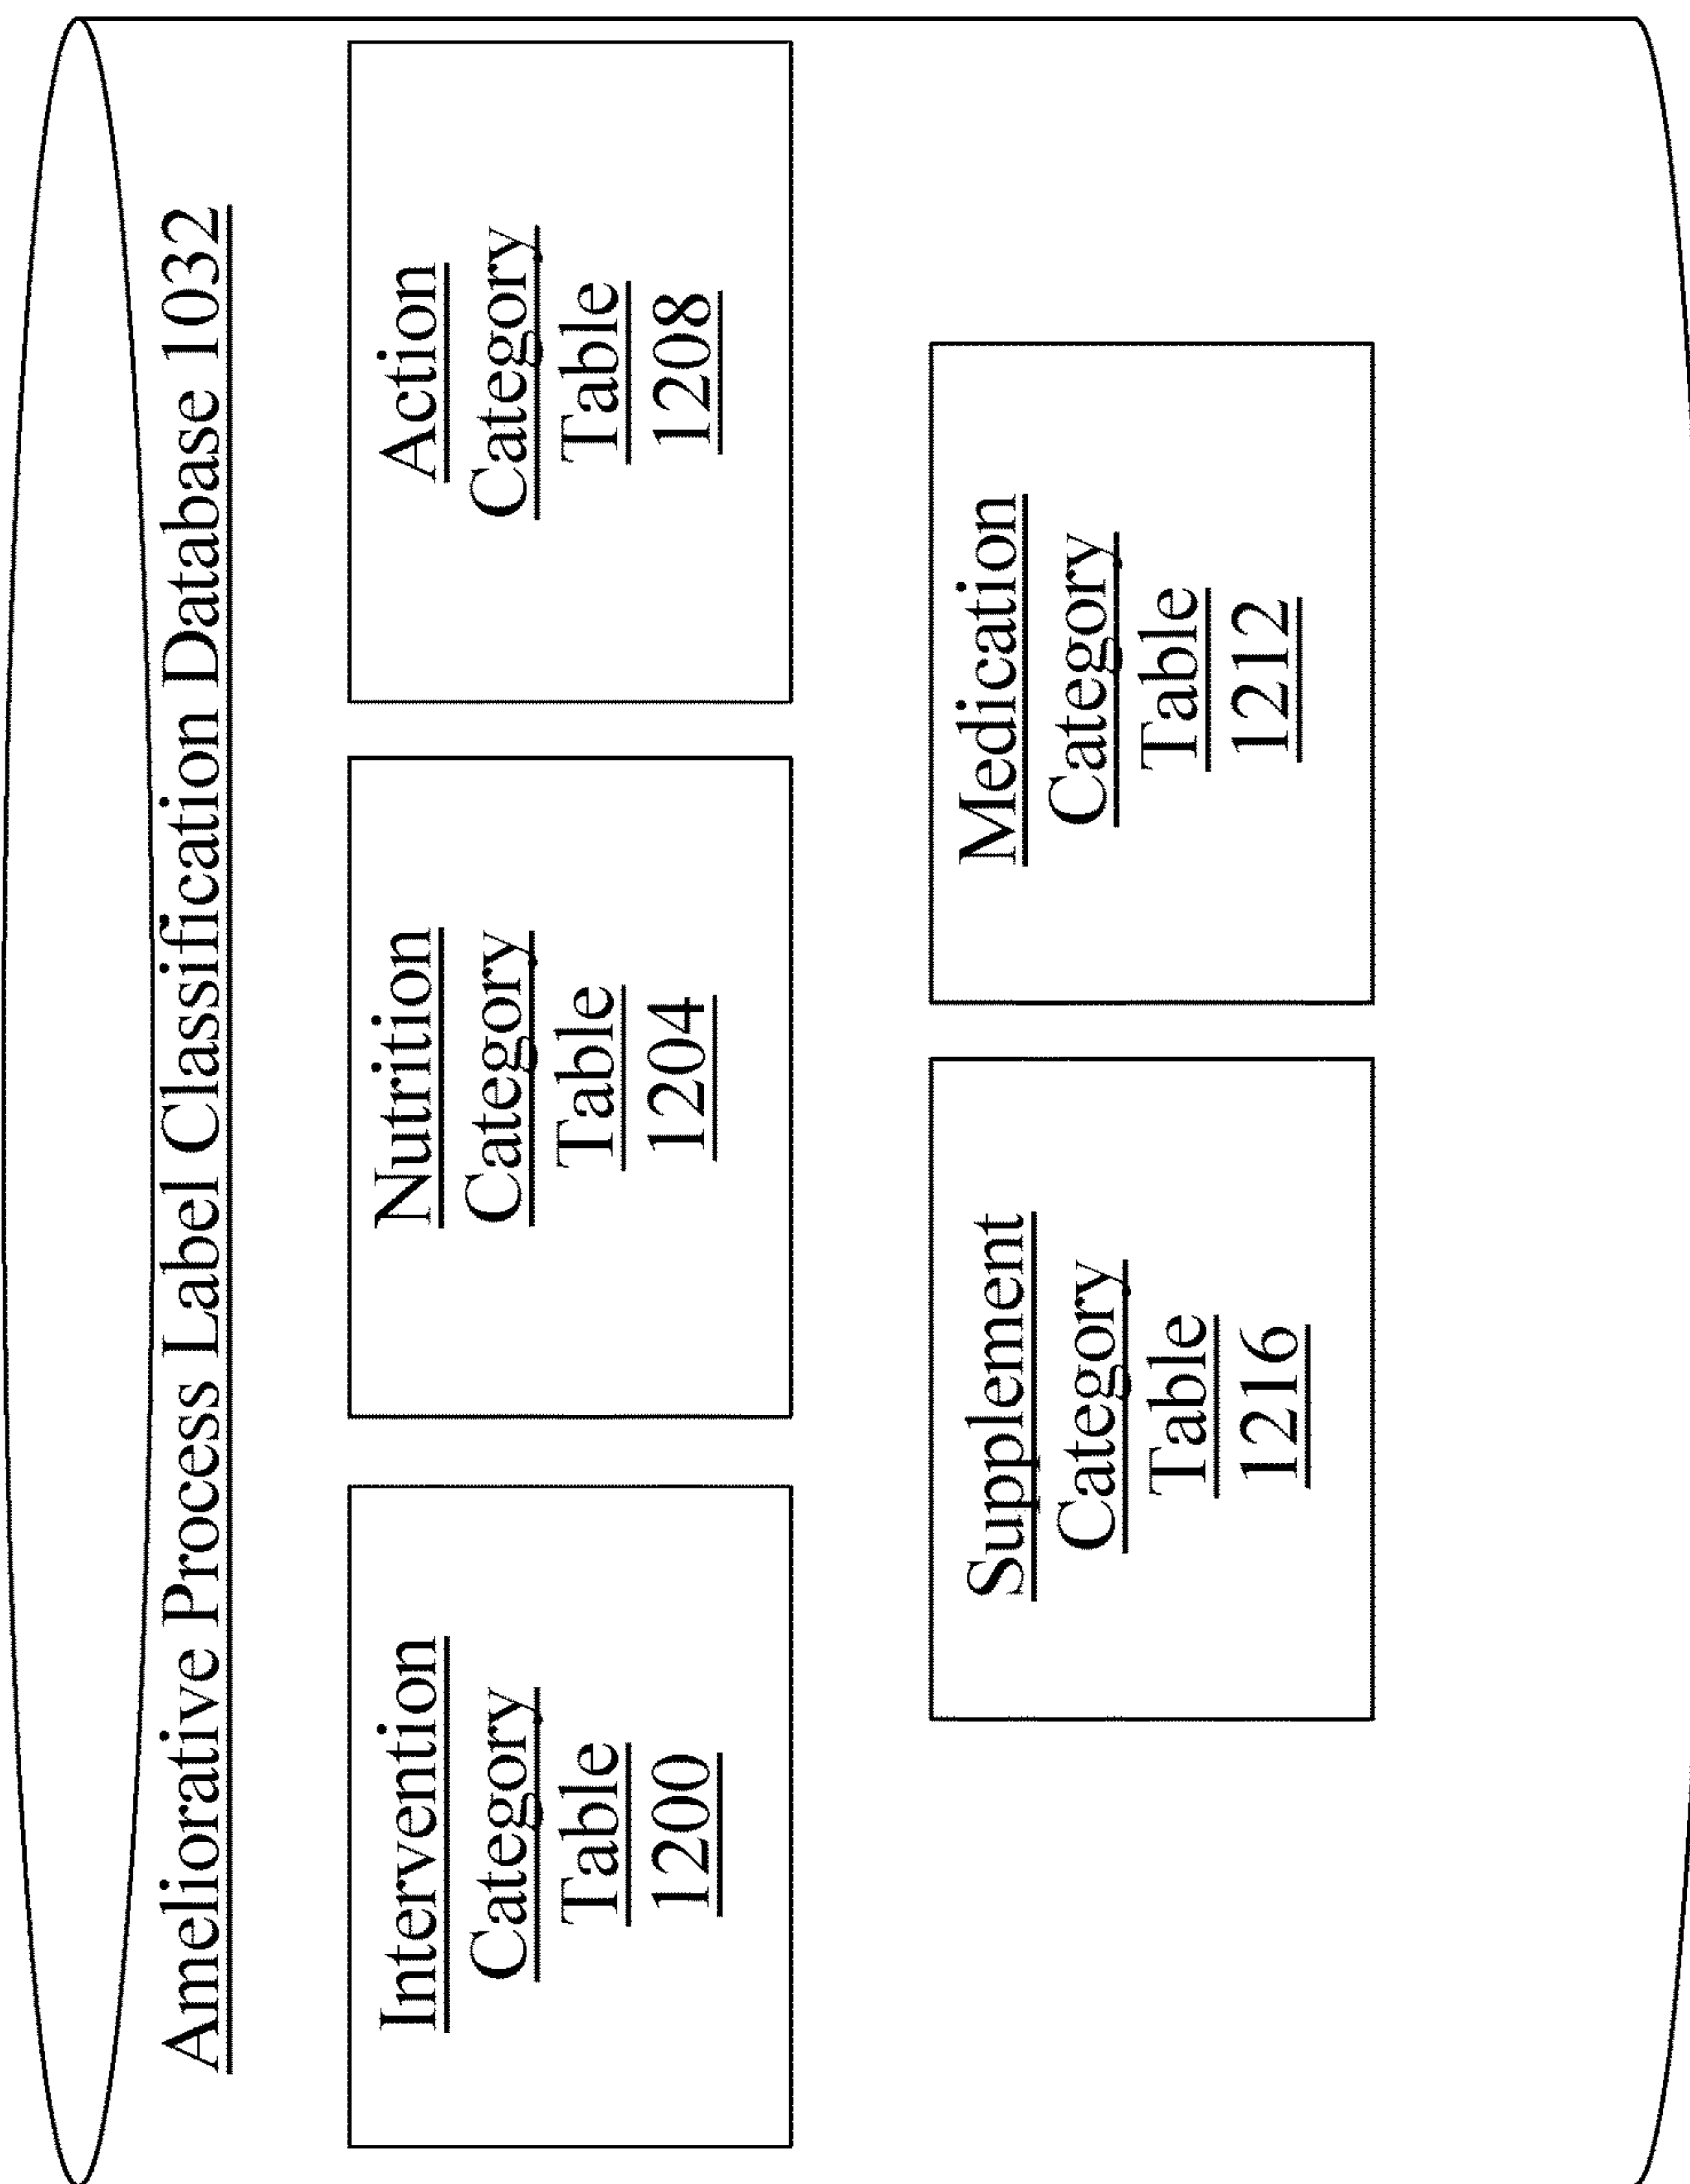 Ameliorative Process Label Classification Database 1032
Intervention
Category
Table
1200
Nutrition
Category
Table
1204
Action
Category
Table
1208
Supplement
Category
Table
1216
Medication
Category
Table
1212